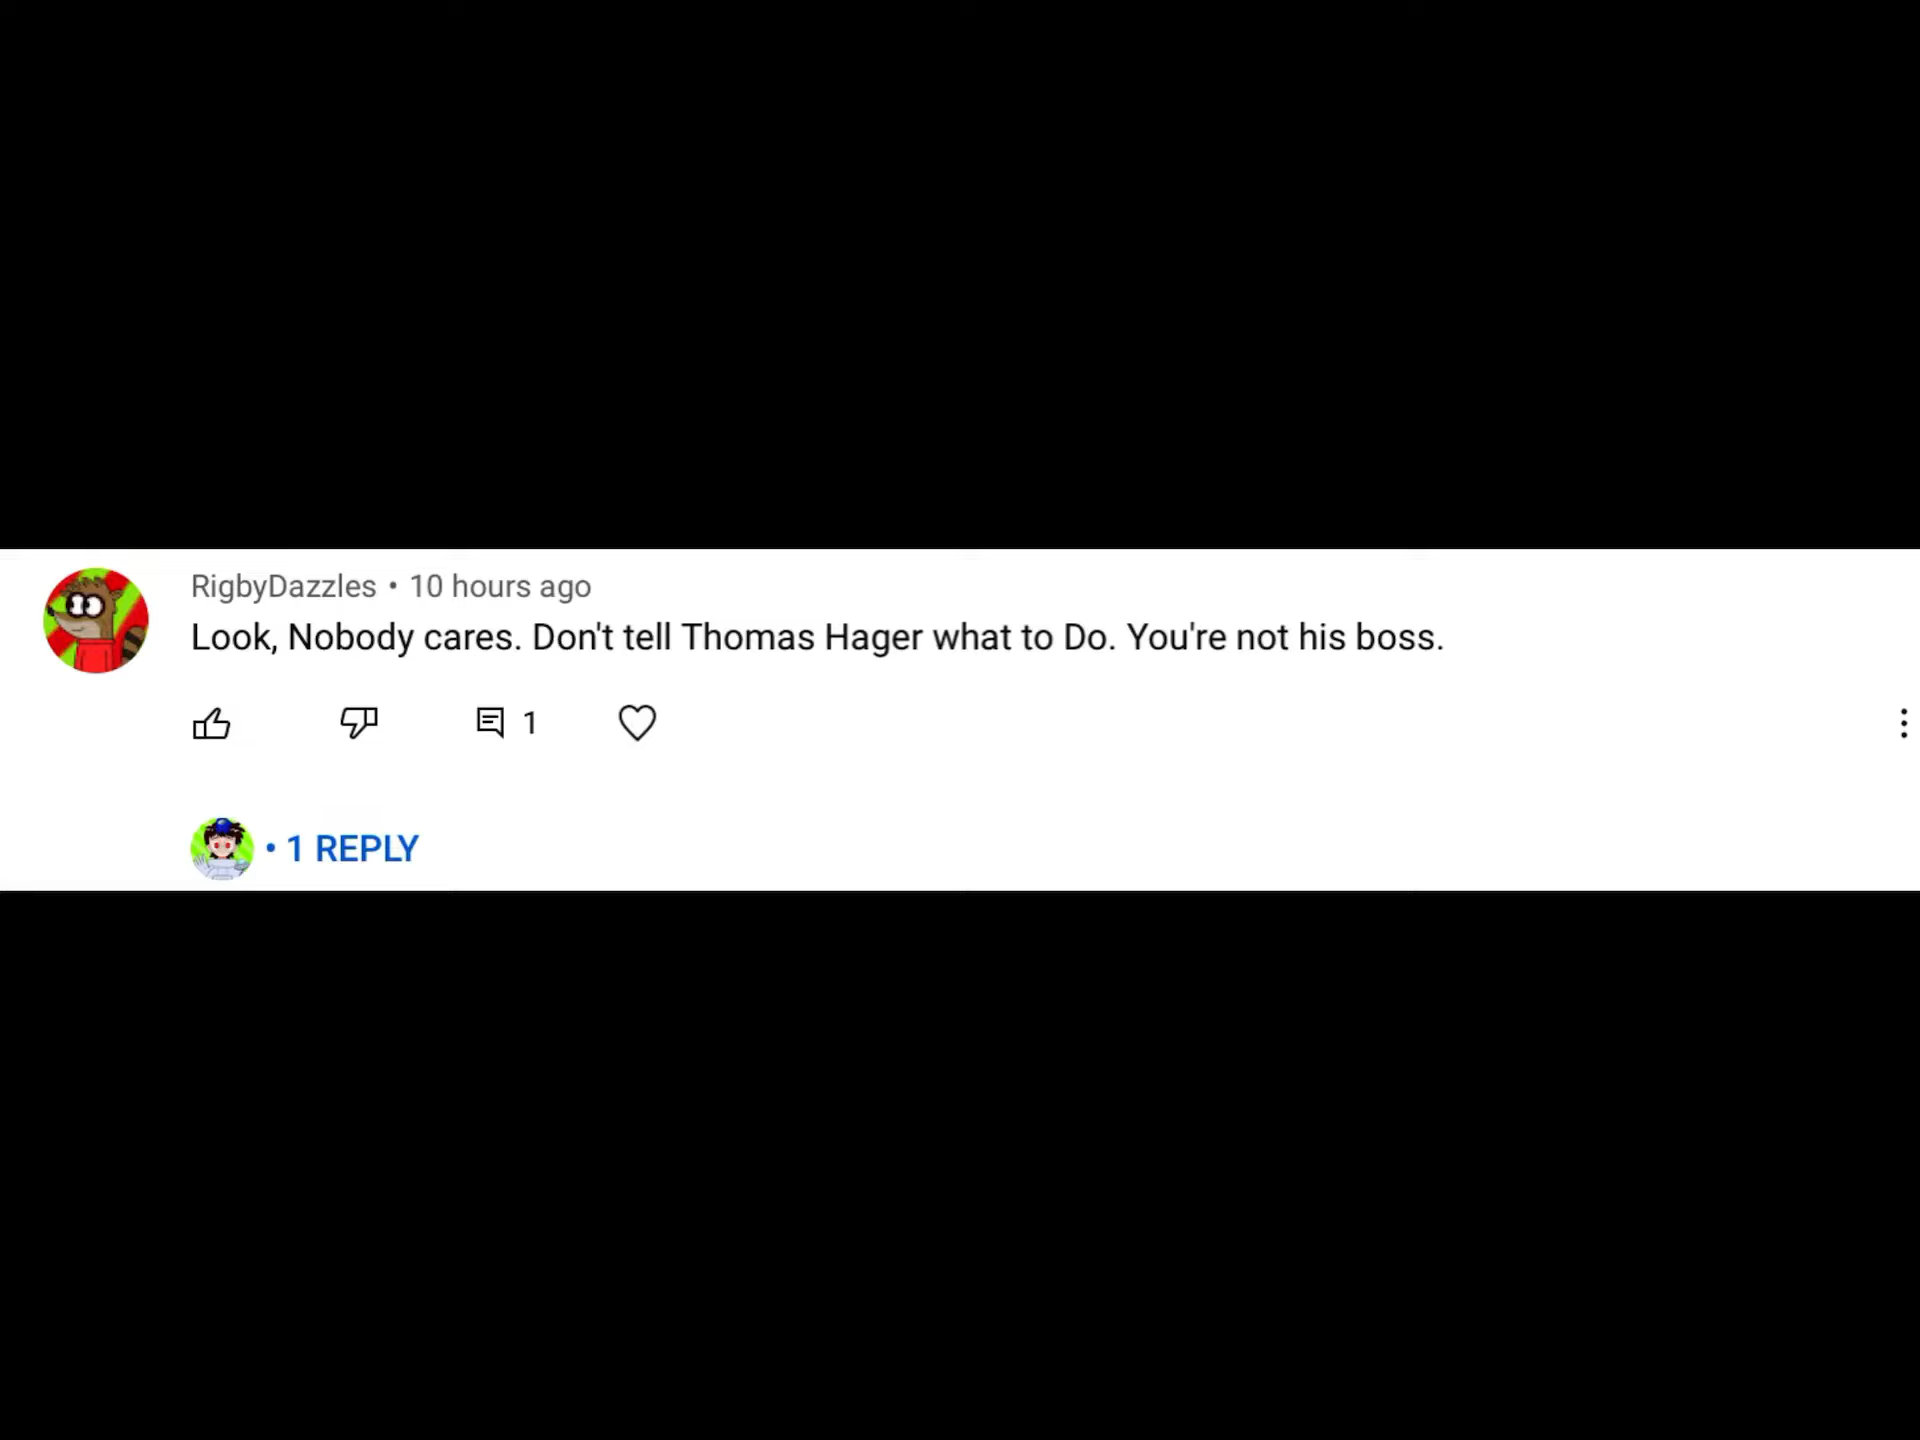 RigbyDazzles • 10 hours ago
Look, Nobody cares. Don't tell Thomas Hager what to Do. You're not his boss.
1
• 1 REPLY